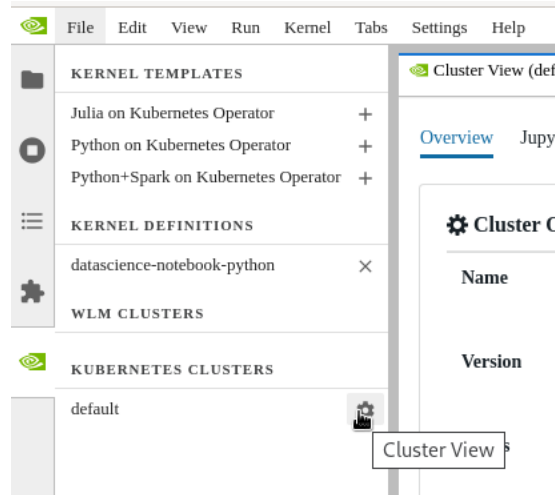 File Edit View Run Kernel Tabs Settings Help
KERNEL TEMPLATES
Julia on Kubernetes Operator
Python on Kubernetes Operator
Python+Spark on Kubernetes Operator
KERNEL DEFINITIONS
datascience-notebook-python
WLM CLUSTERS
KUBERNETES CLUSTERS
default
Cluster View
Cluster View (def
Overview Jupy
Cluster
Name
Version